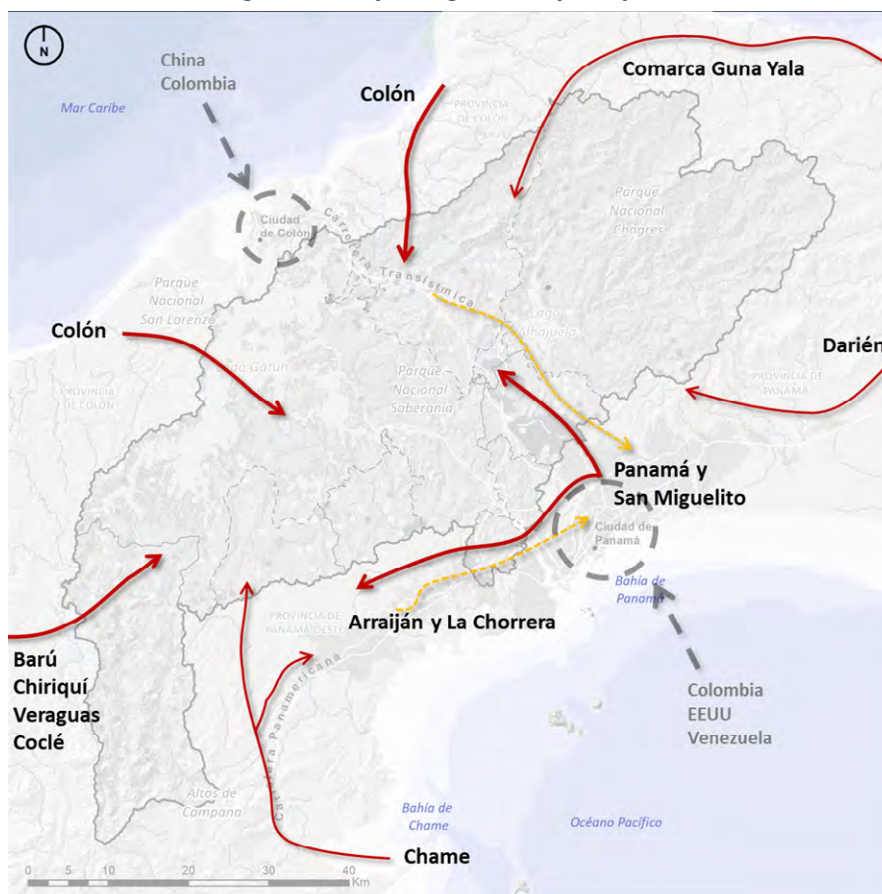 N
China
Colombia
Mar Caribe
Colón
Comarca Guna Yala
PROVINCIA
DE COLÓN
Parque
Nacional
Chagres
Ciudad
de Colón
Carretera Transístmica
Parque
Nacional
San Lorenzo
Lago
Alhajuela
Colón
Lago Gatún
Parque
Nacional
Soberanía
Darién
PROVINCIA DE
PANAMÁ
PROVINCIA
DE COLÓN
Panamá y
San Miguelito
Ciudad de
Panamá
Bahía de
Panamá
PROVINCIA DE
PANAMÁ OESTE
Arraiján y La Chorrera
Barú
Chiriquí
Veraguas
Coclé
Carretera Panamericana
Colombia
EEUU
Venezuela
Altos de
Campana
Bahía de
Chame
Océano Pacífico
Chame
0 5 10 20 30 40
Km